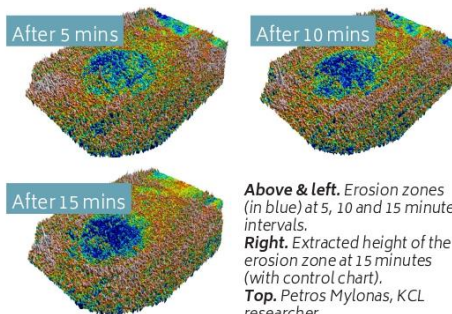 After 5 mins
After 10 mins
After 15 mins
Above & left. Erosion zones
(in blue) at 5, 10 and 15 minute
intervals.
Right. Extracted height of the
erosion zone at 15 minutes
(with control chart).
Top. Petros Mylonas, KCL
researcher